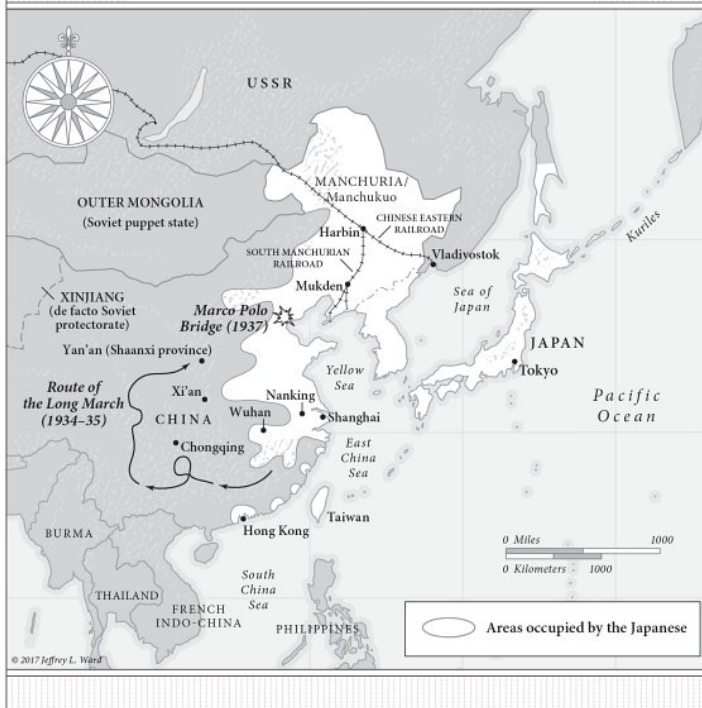 USSR
MANCHURIA/
Manchukuo
OUTER MONGOLIA
(Soviet puppet state)
CHINESE EASTERN
RAILROAD
Harbin
Kuriles
SOUTH MANCHURIAN
RAILROAD
Vladivostok
Mukden
XINJIANG
(de facto Soviet
protectorate)
Sea of
Japan
Marco Polo
Bridge (1937)
Yan'an (Shaanxi province)
JAPAN
Tokyo
Yellow
Sea
Route of
the Long March
(1934–35)
Xi'an
Nanking
Pacific
Ocean
CHINA
Wuhan
Shanghai
Chongqing
East
China
Sea
Taiwan
Hong Kong
BURMA
0 Miles 1000
0 Kilometers 1000
South
China
Sea
THAILAND
FRENCH
INDO-CHINA
PHILIPPINES
Areas occupied by the Japanese
© 2017 Jeffrey L. Ward